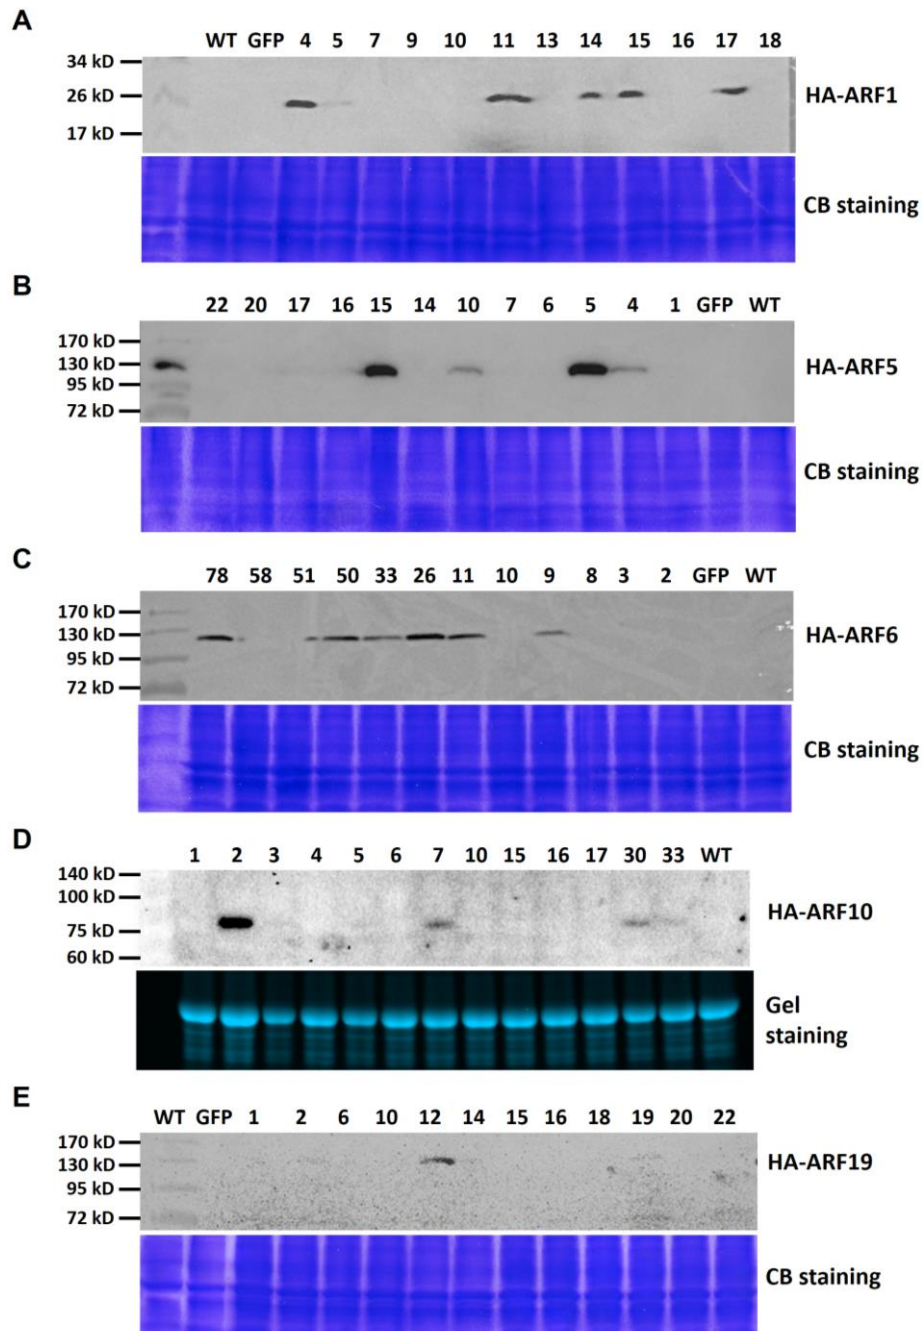 A
WT GFP 4 5 7 9 10 11 13 14 15 16 17 18
34 kD
26 kD
17 kD
HA-ARF1
CB staining
B
22 20 17 16 15 14 10 7 6 5 4 1 GFP WT
170 kD
130 kD
95 kD
72 kD
HA-ARF5
CB staining
C
78 58 51 50 33 26 11 10 9 8 3 2 GFP WT
170 kD
130 kD
95 kD
72 kD
HA-ARF6
CB staining
D
1 2 3 4 5 6 7 10 15 16 17 30 33 WT
140 kD
100 kD
75 kD
60 kD
HA-ARF10
Gel
staining
E
WT GFP 1 2 6 10 12 14 15 16 18 19 20 22
170 kD
130 kD
95 kD
72 kD
HA-ARF19
CB staining